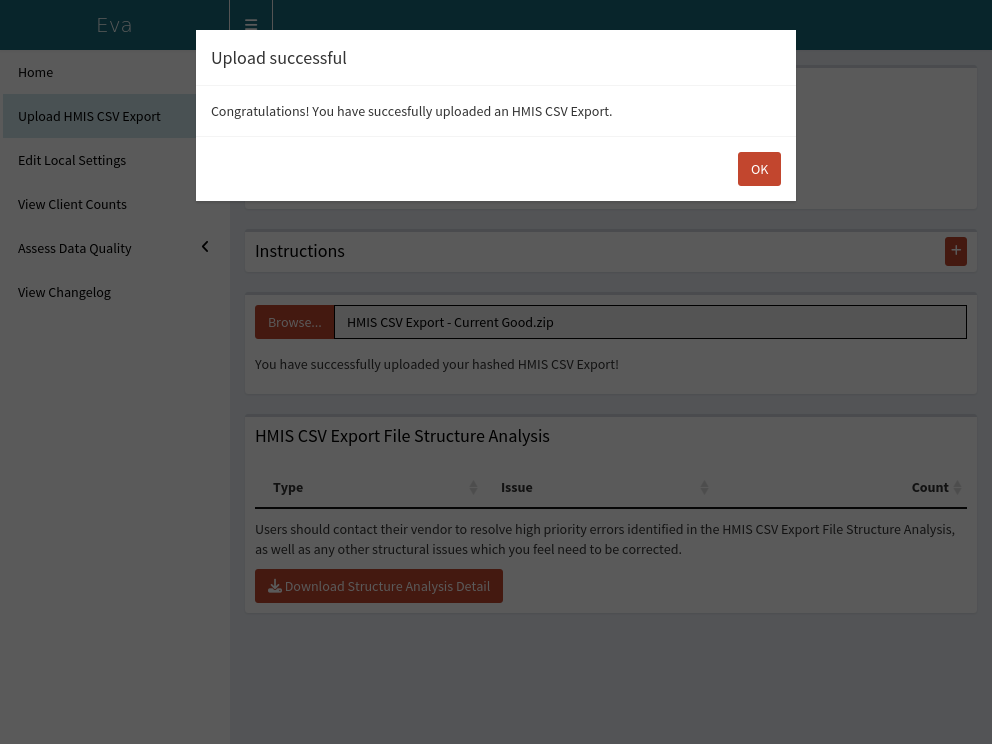 Eva
Upload successful
Congratulations! You have succesfully uploaded an HMIS CSV Export.
OK
Home
Upload HMIS CSV Export
Edit Local Settings
View Client Counts
Assess Data Quality
View Changelog
Instructions
+
Browse... HMIS CSV Export - Current Good.zip
You have successfully uploaded your hashed HMIS CSV Export!
HMIS CSV Export File Structure Analysis
Type Issue Count
Users should contact their vendor to resolve high priority errors identified in the HMIS CSV Export File Structure Analysis,
as well as any other structural issues which you feel need to be corrected.
Download Structure Analysis Detail